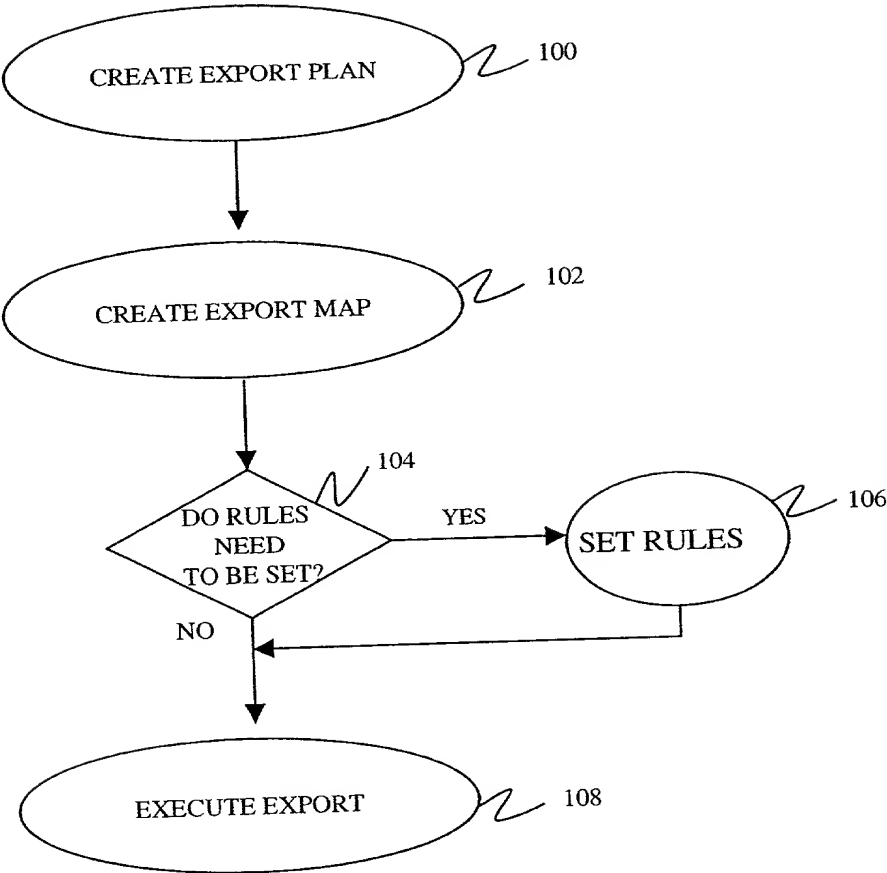 CREATE EXPORT PLAN
100
CREATE EXPORT MAP
102
104
DO RULES
NEED
TO BE SET?
YES
SET RULES
106
NO
EXECUTE EXPORT
108